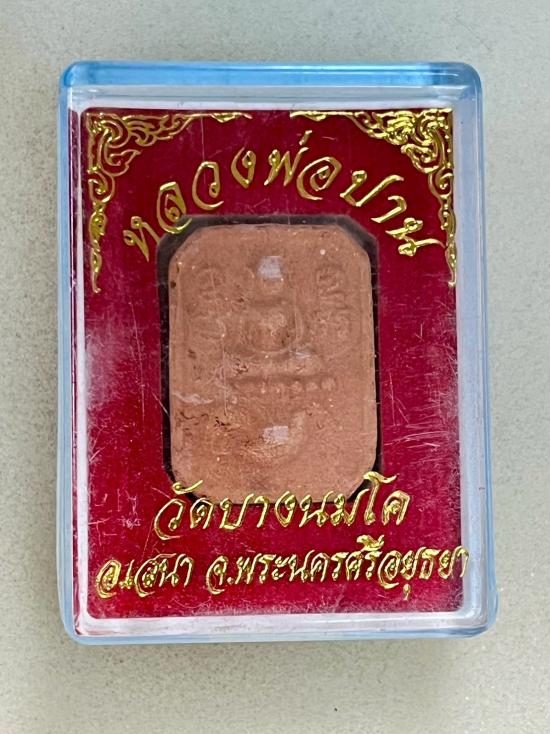 หลวงพ่อปาน
วัดบางนมโค
อ.เสนา จ.พระนครศรีอยุธยา